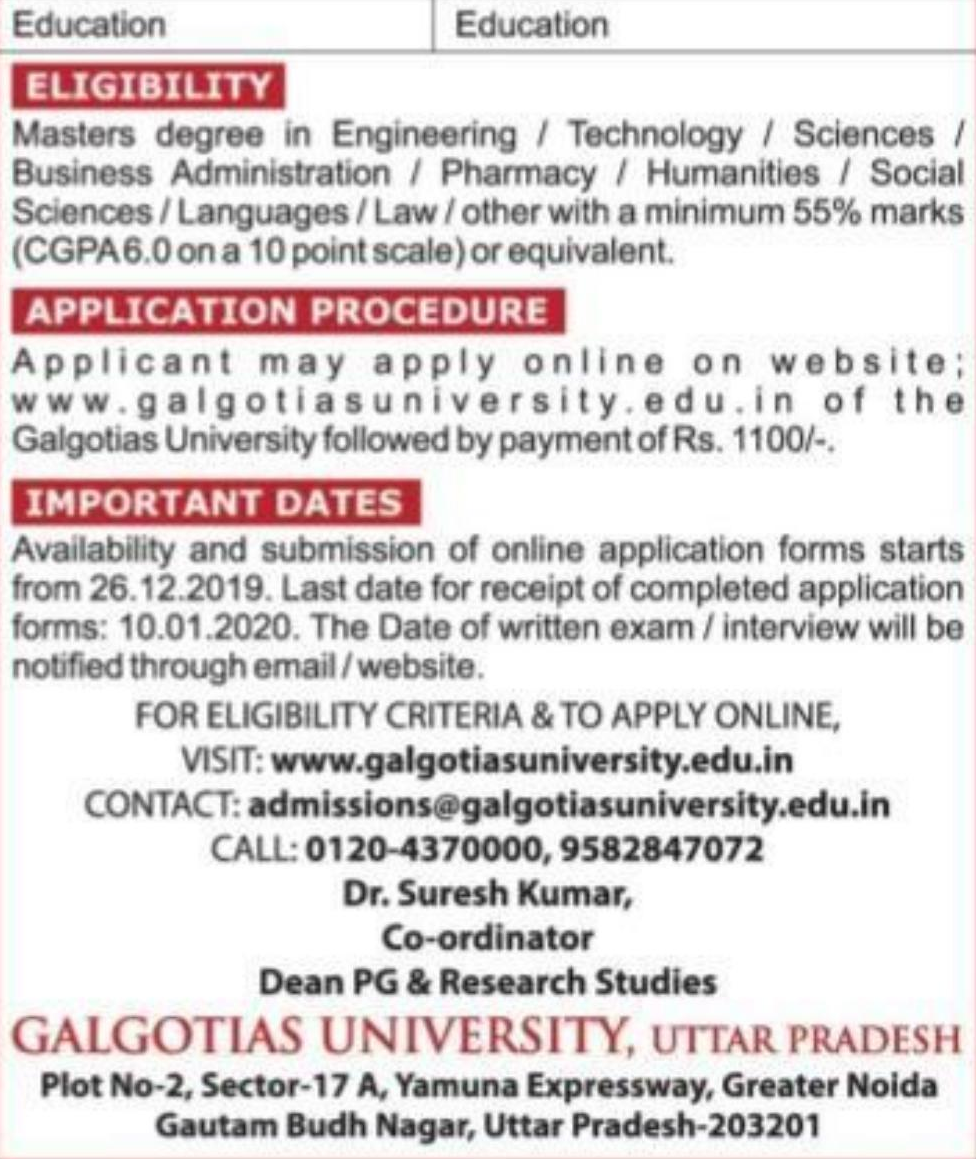 Education Education
ELIGIBILITY
Masters degree in Engineering / Technology / Sciences /
Business Administration / Pharmacy / Humanities / Social
Sciences / Languages / Law / other with a minimum 55% marks
(CGPA 6.0 on a 10 point scale) or equivalent.
APPLICATION PROCEDURE
Applicant may apply online on website;
www.galgotiasuniversity.edu.in of the
Galgotias University followed by payment of Rs. 1100/-.
IMPORTANT DATES
Availability and submission of online application forms starts
from 26.12.2019. Last date for receipt of completed application
forms: 10.01.2020. The Date of written exam / interview will be
notified through email / website.
FOR ELIGIBILITY CRITERIA & TO APPLY ONLINE,
VISIT: www.galgotiasuniversity.edu.in
CONTACT: admissions@galgotiasuniversity.edu.in
CALL: 0120-4370000, 9582847072
Dr. Suresh Kumar,
Co-ordinator
Dean PG & Research Studies
GALGOTIAS UNIVERSITY, UTTAR PRADESH
Plot No-2, Sector-17 A, Yamuna Expressway, Greater Noida
Gautam Budh Nagar, Uttar Pradesh-203201